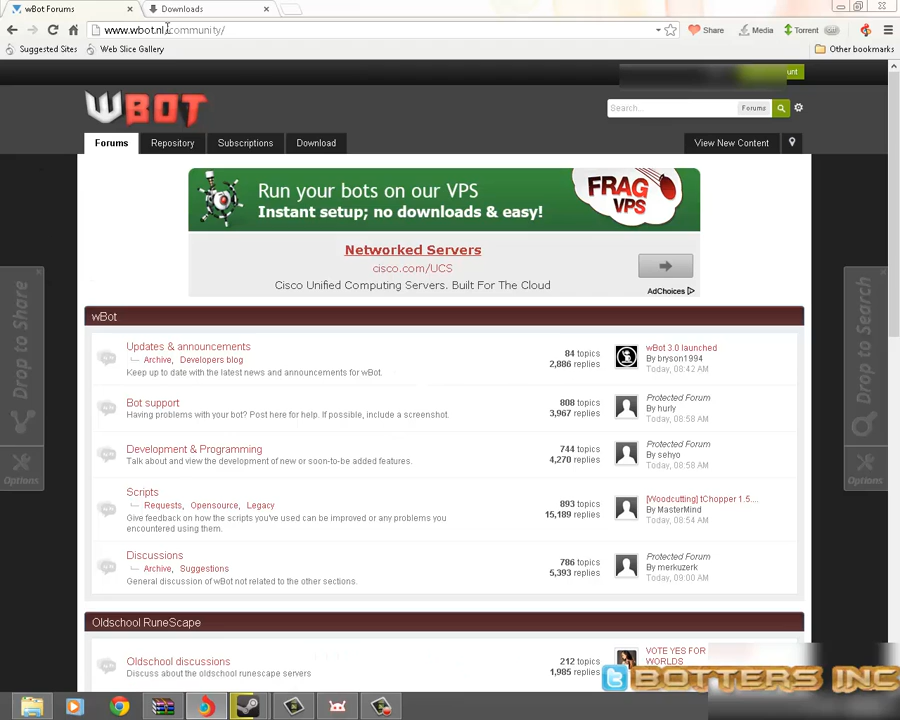 wBot Forums
Downloads
www.wbot.nl/community/
Share
Media
Torrent
Suggested Sites
Web Slice Gallery
Other bookmarks
unt
WBOT
Search...
Forums
Forums
Repository
Subscriptions
Download
View New Content
Run your bots on our VPS
Instant setup; no downloads & easy!
FRAG
VPS
Networked Servers
cisco.com/UCS
Cisco Unified Computing Servers. Built For The Cloud
AdChoices
Drop to Share
Options
Drop to Search
Options
wBot
Updates & announcements
Archive, Developers blog
Keep up to date with the latest news and announcements for wBot.
84 topics
2,886 replies
wBot 3.0 launched
By bryson1994
Today, 08:42 AM
Bot support
Having problems with your bot? Post here for help. If possible, include a screenshot.
808 topics
3,967 replies
Protected Forum
By hurly
Today, 08:58 AM
Development & Programming
Talk about and view the development of new or soon-to-be added features.
744 topics
4,270 replies
Protected Forum
By sehyo
Today, 08:58 AM
Scripts
Requests, Opensource, Legacy
Give feedback on how the scripts you've used can be improved or any problems you
encountered using them.
893 topics
15,189 replies
[Woodcutting] tChopper 1.5....
By MasterMind
Today, 08:54 AM
Discussions
Archive, Suggestions
General discussion of wBot not related to the other sections.
786 topics
5,393 replies
Protected Forum
By merkuzerk
Today, 09:00 AM
Oldschool RuneScape
Oldschool discussions
Discuss about the oldschool runescape servers
212 topics
1,985 replies
VOTE YES FOR
WORLDS
BOTTERS INC